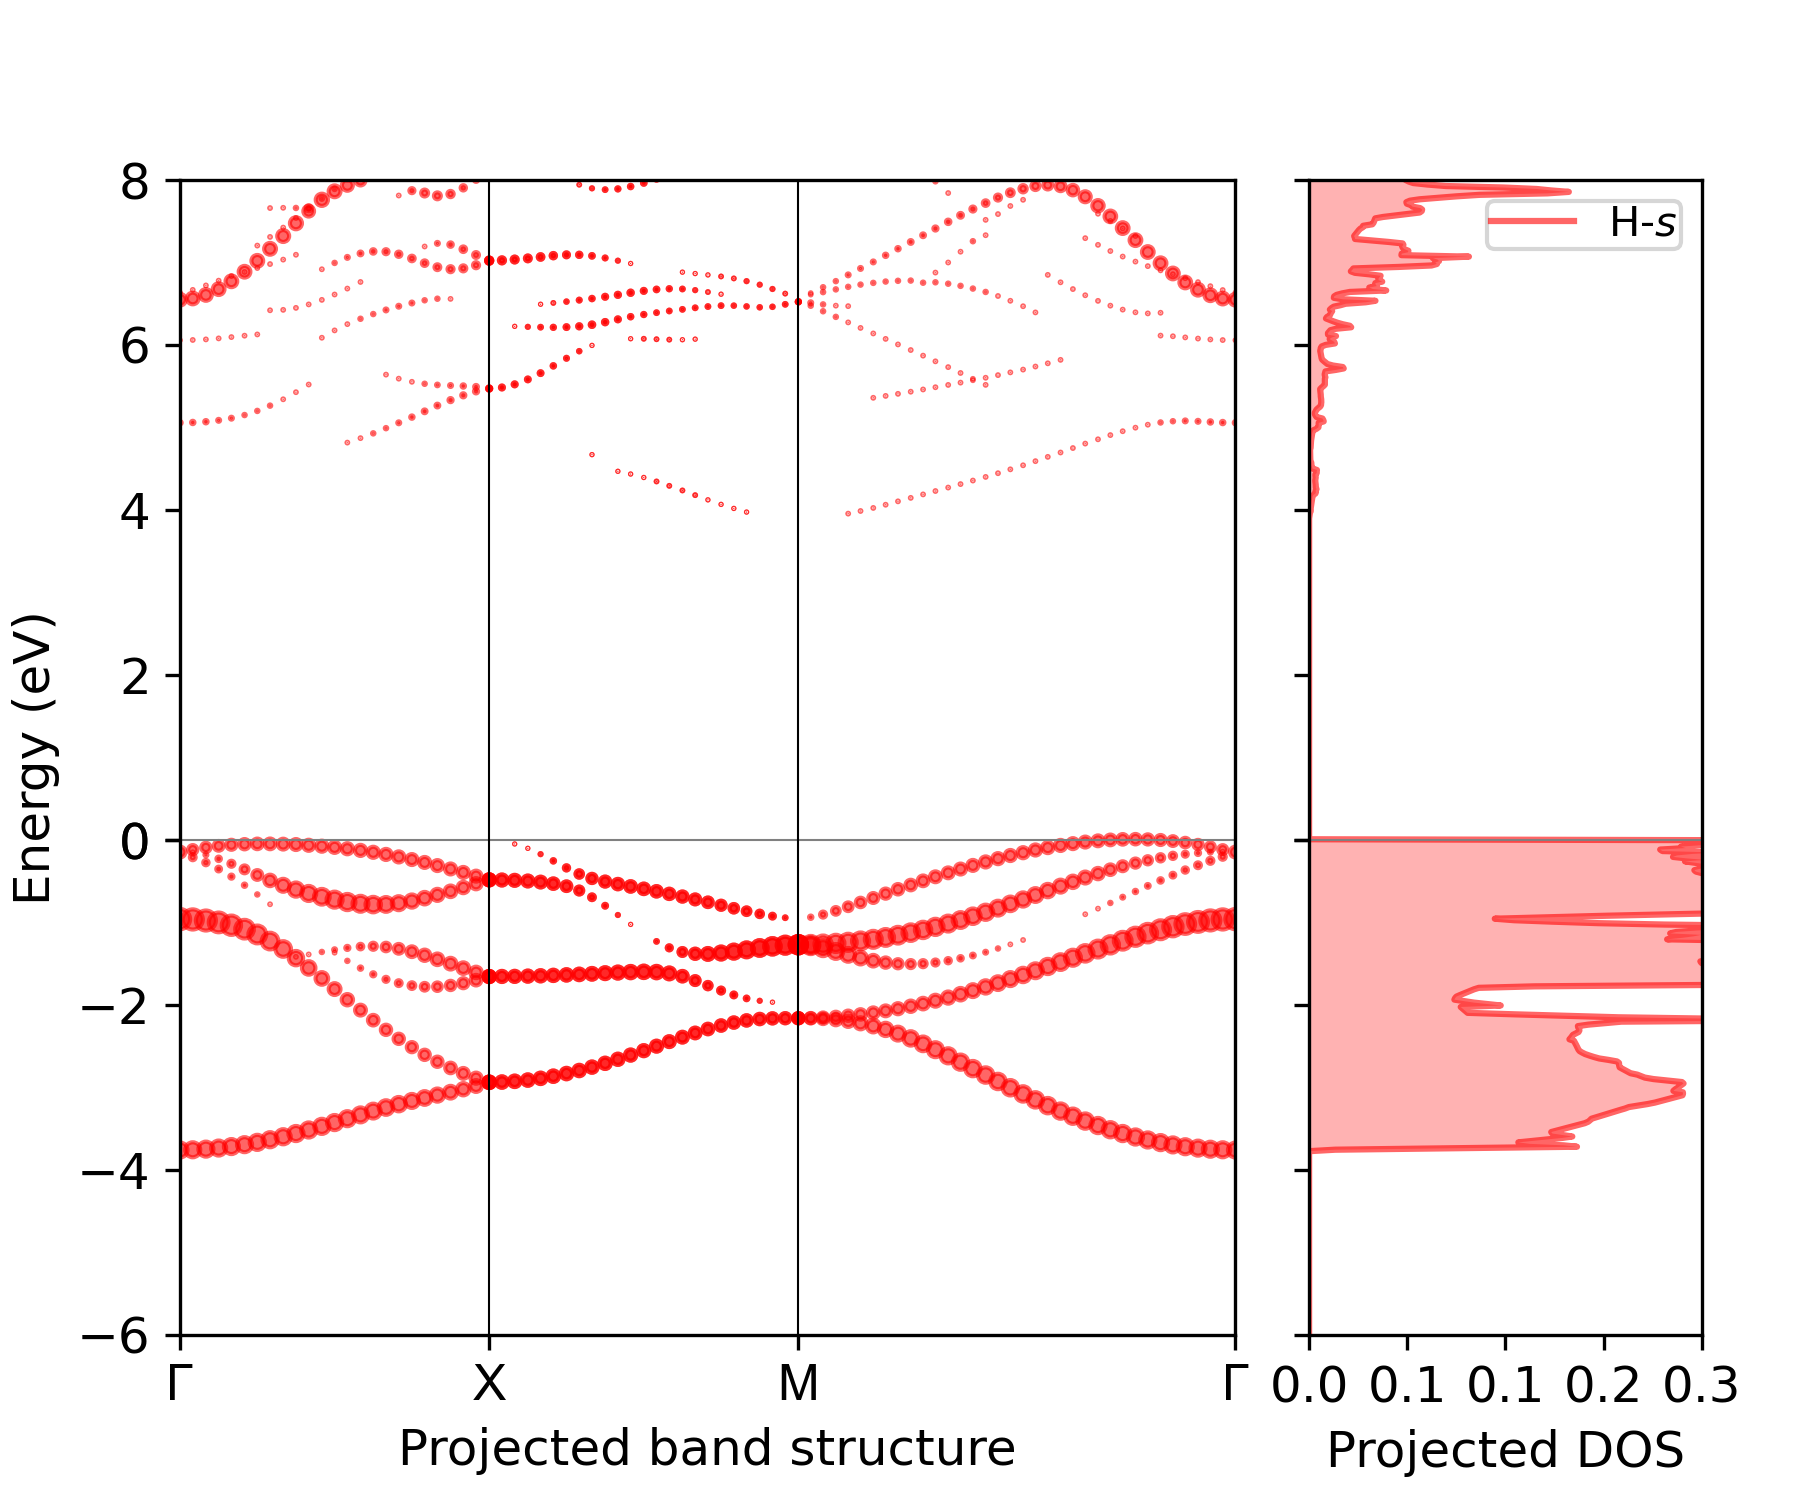 8
6
4
2
0
−2
−4
−6
Energy (eV)
Γ X M Γ
Projected band structure
H-s
0.0 0.1 0.1 0.2 0.3
Projected DOS